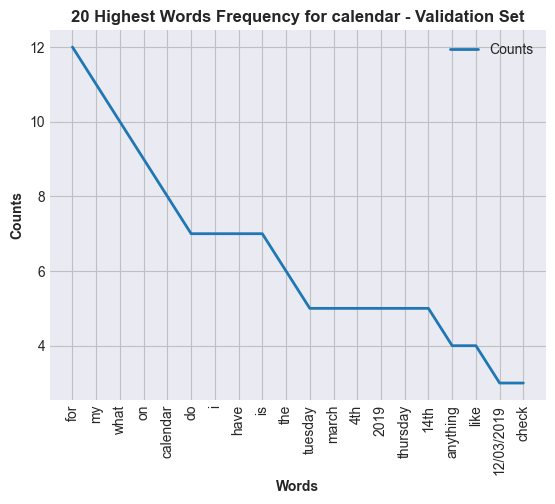 20 Highest Words Frequency for calendar - Validation Set
Counts
12
10
8
6
4
Counts
for
my
what
on
calendar
do
i
have
is
the
tuesday
march
4th
2019
thursday
14th
anything
like
12/03/2019
check
Words